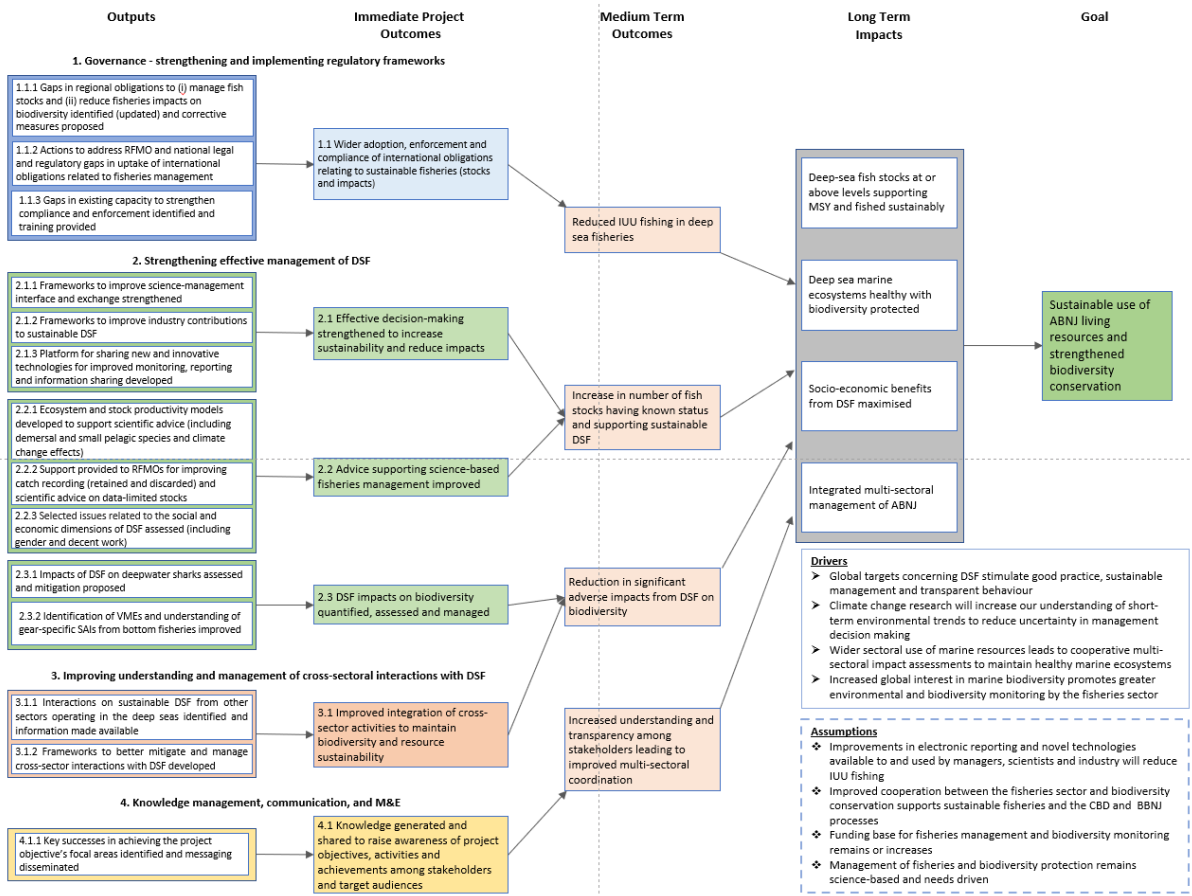 Outputs
Immediate Project
Outcomes
Medium Term
Outcomes
Long Term
Impacts
Goal
1. Governance - strengthening and implementing regulatory frameworks
1.1.1 Gaps in regional obligations to (i) manage fish
stocks and (ii) reduce fisheries impacts on
biodiversity identified (updated) and corrective
measures proposed
1.1.2 Actions to address RFMO and national legal
and regulatory gaps in uptake of international
obligations related to fisheries management
1.1.3 Gaps in existing capacity to strengthen
compliance and enforcement identified and
training provided
1.1 Wider adoption, enforcement and
compliance of international obligations
relating to sustainable fisheries (stocks
and impacts)
Reduced IUU fishing in deep
sea fisheries
Deep-sea fish stocks at or
above levels supporting
MSY and fished sustainably
Deep sea marine
ecosystems healthy with
biodiversity protected
Socio-economic benefits
from DSF maximised
Integrated multi-sectoral
management of ABNJ
Sustainable use of
ABNJ living
resources and
strengthened
biodiversity
conservation
2. Strengthening effective management of DSF
2.1.1 Frameworks to improve science-management
interface and exchange strengthened
2.1.2 Frameworks to improve industry contributions
to sustainable DSF
2.1.3 Platform for sharing new and innovative
technologies for improved monitoring, reporting
and information sharing developed
2.1 Effective decision-making
strengthened to increase
sustainability and reduce impacts
Increase in number of fish
stocks having known status
and supporting sustainable
DSF
2.2.1 Ecosystem and stock productivity models
developed to support scientific advice (including
demersal and small pelagic species and climate
change effects)
2.2.2 Support provided to RFMOs for improving
catch recording (retained and discarded) and
scientific advice on data-limited stocks
2.2.3 Selected issues related to the social and
economic dimensions of DSF assessed (including
gender and decent work)
2.2 Advice supporting science-based
fisheries management improved
2.3.1 Impacts of DSF on deepwater sharks assessed
and mitigation proposed
2.3.2 Identification of VMEs and understanding of
gear-specific SAIs from bottom fisheries improved
2.3 DSF impacts on biodiversity
quantified, assessed and managed
Reduction in significant
adverse impacts from DSF on
biodiversity
3. Improving understanding and management of cross-sectoral interactions with DSF
3.1.1 Interactions on sustainable DSF from other
sectors operating in the deep seas identified and
information made available
3.1.2 Frameworks to better mitigate and manage
cross-sector interactions with DSF developed
3.1 Improved integration of cross-
sector activities to maintain
biodiversity and resource
sustainability
Increased understanding and
transparency among
stakeholders leading to
improved multi-sectoral
coordination
4. Knowledge management, communication, and M&E
4.1.1 Key successes in achieving the project
objective's focal areas identified and messaging
disseminated
4.1 Knowledge generated and
shared to raise awareness of project
objectives, activities and
achievements among stakeholders
and target audiences
Drivers
➤ Global targets concerning DSF stimulate good practice, sustainable
management and transparent behaviour
➤ Climate change research will increase our understanding of short-
term environmental trends to reduce uncertainty in management
decision making
➤ Wider sectoral use of marine resources leads to cooperative multi-
sectoral impact assessments to maintain healthy marine ecosystems
➤ Increased global interest in marine biodiversity promotes greater
environmental and biodiversity monitoring by the fisheries sector
Assumptions
❖ Improvements in electronic reporting and novel technologies
available to and used by managers, scientists and industry will reduce
IUU fishing
❖ Improved cooperation between the fisheries sector and biodiversity
conservation supports sustainable fisheries and the CBD and BBNJ
processes
❖ Funding base for fisheries management and biodiversity monitoring
remains or increases
❖ Management of fisheries and biodiversity protection remains
science-based and needs driven